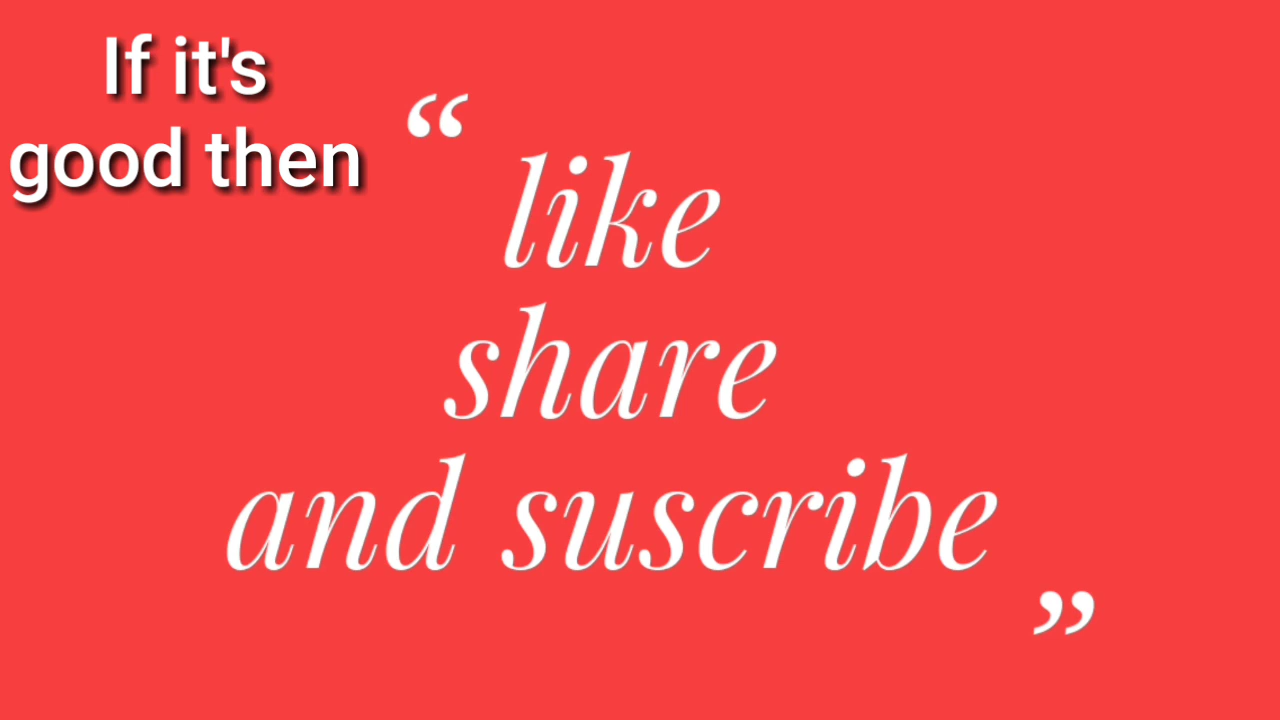 If it's
good then
“
like
share
and suscribe
”